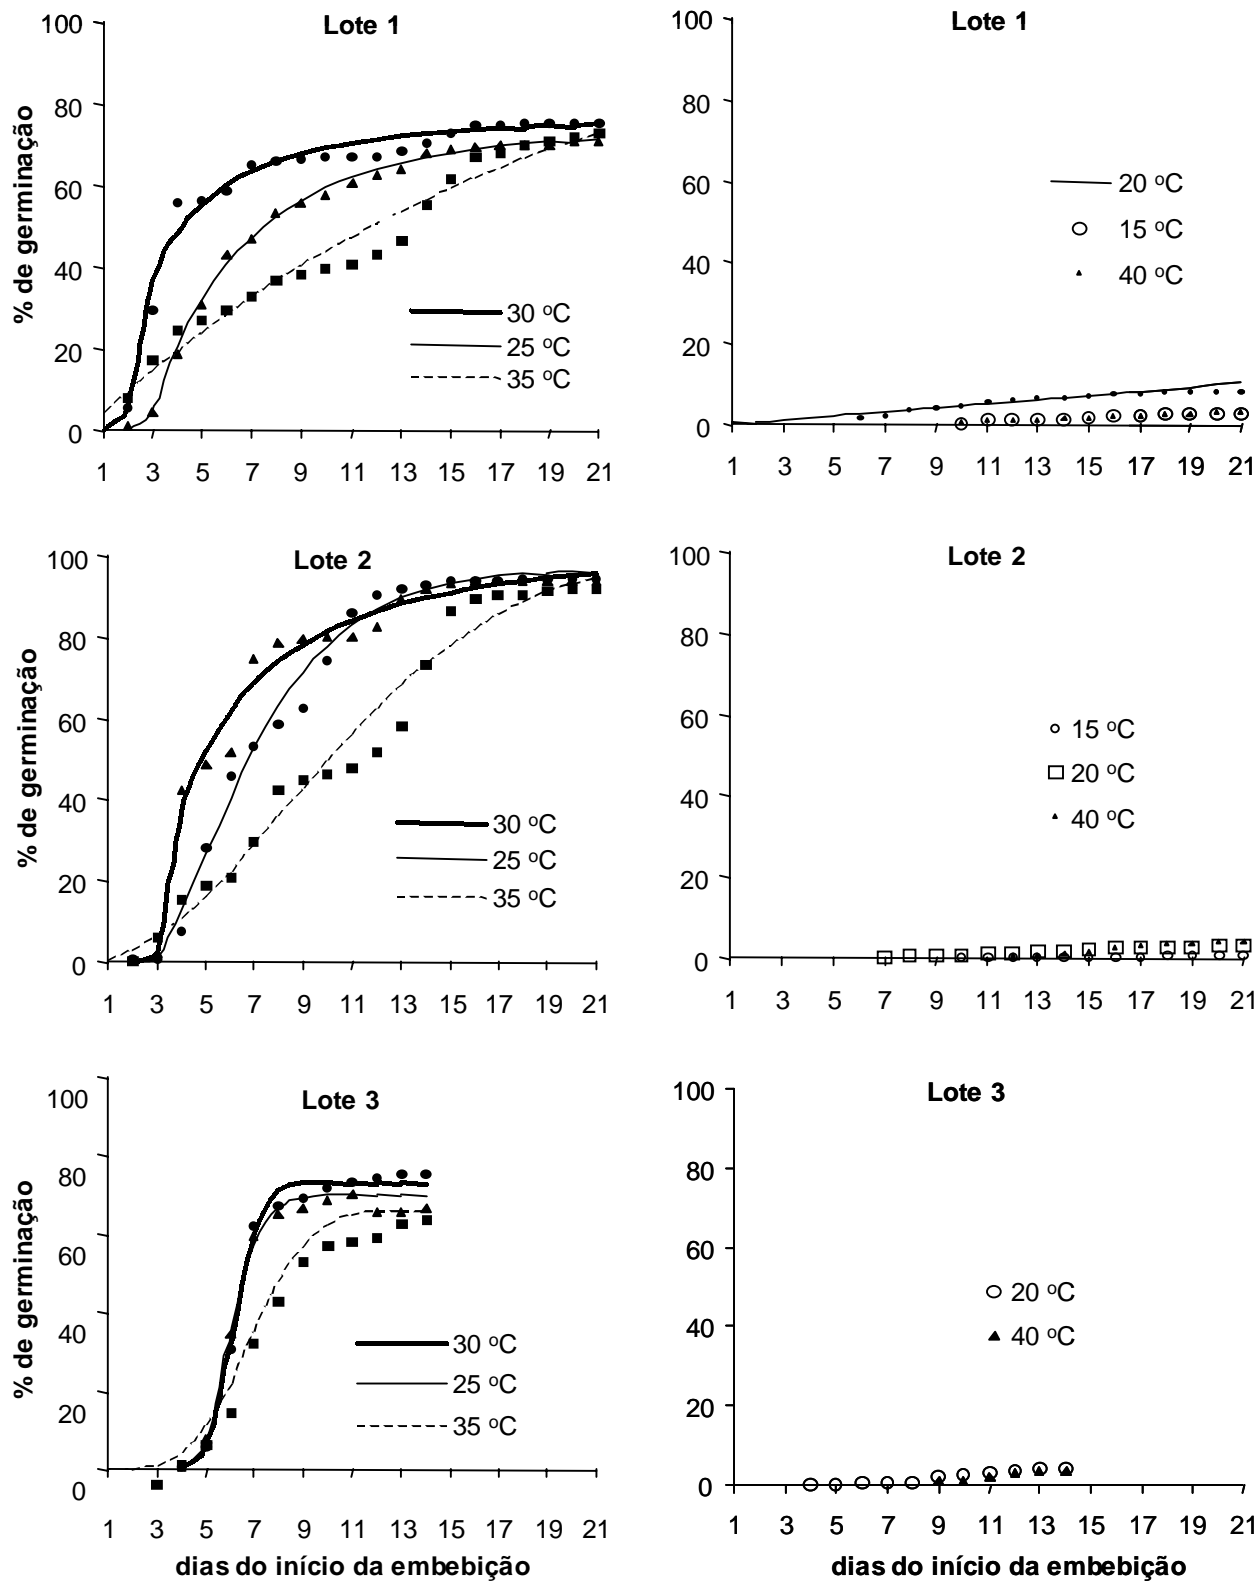 Lote 1
% de germinação
100
80
60
40
20
0
1 3 5 7 9 11 13 15 17 19 21
30 ºC
25 ºC
35 ºC
Lote 1
100
80
60
40
20
0
1 3 5 7 9 11 13 15 17 19 21
20 ºC
15 ºC
40 ºC
Lote 2
% de germinação
100
80
60
40
20
0
1 3 5 7 9 11 13 15 17 19 21
30 ºC
25 ºC
35 ºC
Lote 2
100
80
60
40
20
0
1 3 5 7 9 11 13 15 17 19 21
15 ºC
20 ºC
40 ºC
Lote 3
% de germinação
100
80
60
40
20
0
1 3 5 7 9 11 13 15 17 19 21
30 ºC
25 ºC
35 ºC
dias do início da embebição
Lote 3
100
80
60
40
20
0
1 3 5 7 9 11 13 15 17 19 21
20 ºC
40 ºC
dias do início da embebição